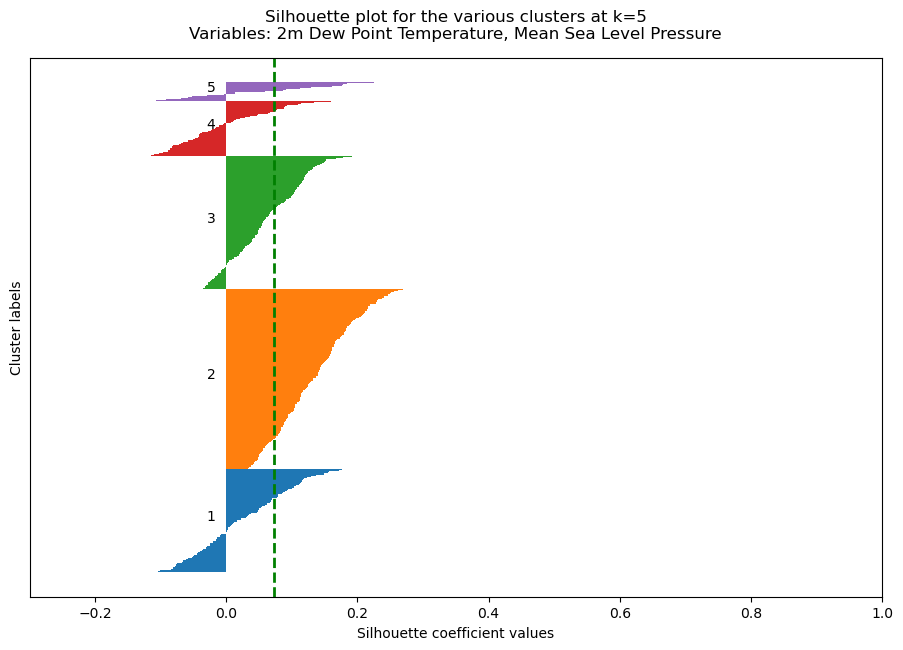 Silhouette plot for the various clusters at k=5
Variables: 2m Dew Point Temperature, Mean Sea Level Pressure
Cluster labels
5
4
3
2
1
−0.2 0.0 0.2 0.4 0.6 0.8 1.0
Silhouette coefficient values